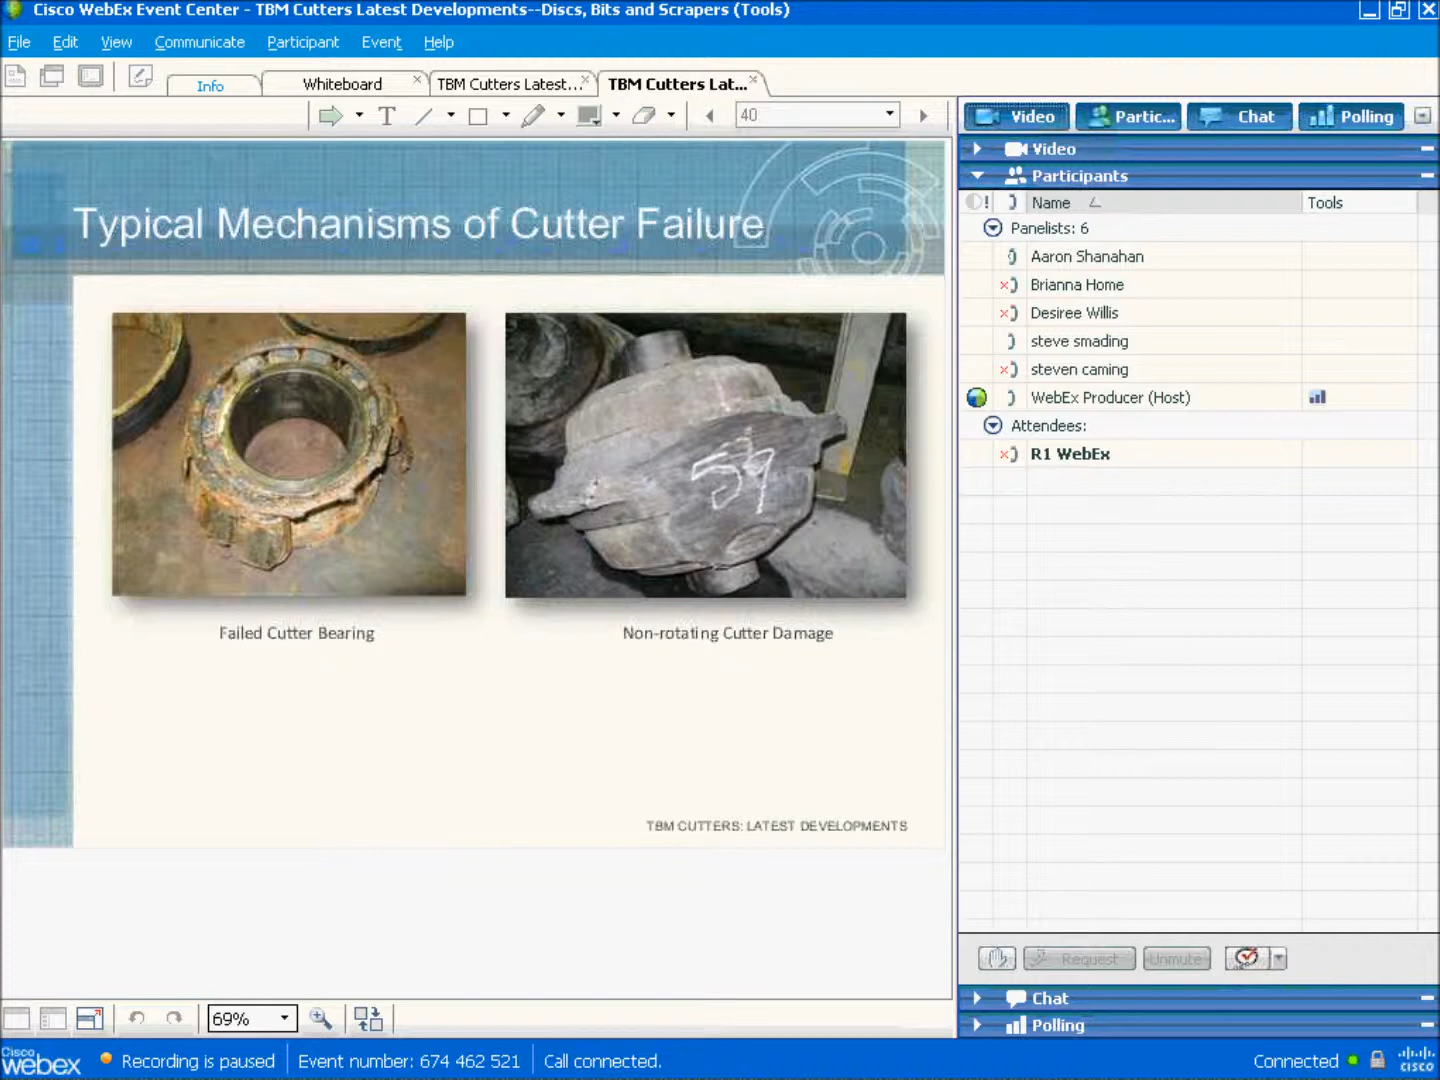 Cisco WebEx Event Center - TBM Cutters Latest Developments--Discs, Bits and Scrapers (Tools)
File Edit View Communicate Participant Event Help
Info Whiteboard TBM Cutters Latest... TBM Cutters Lat...
T 40
Video Partic... Chat Polling
Video
Participants
Name Tools
Panelists: 6
Aaron Shanahan
Brianna Home
Desiree Willis
steve smading
steven caming
WebEx Producer (Host)
Attendees:
R1 WebEx
Typical Mechanisms of Cutter Failure
59
Failed Cutter Bearing
Non-rotating Cutter Damage
TBM CUTTERS: LATEST DEVELOPMENTS
Request Unmute
Chat
Polling
69%
Cisco webex Recording is paused Event number: 674 462 521 Call connected. Connected cisco